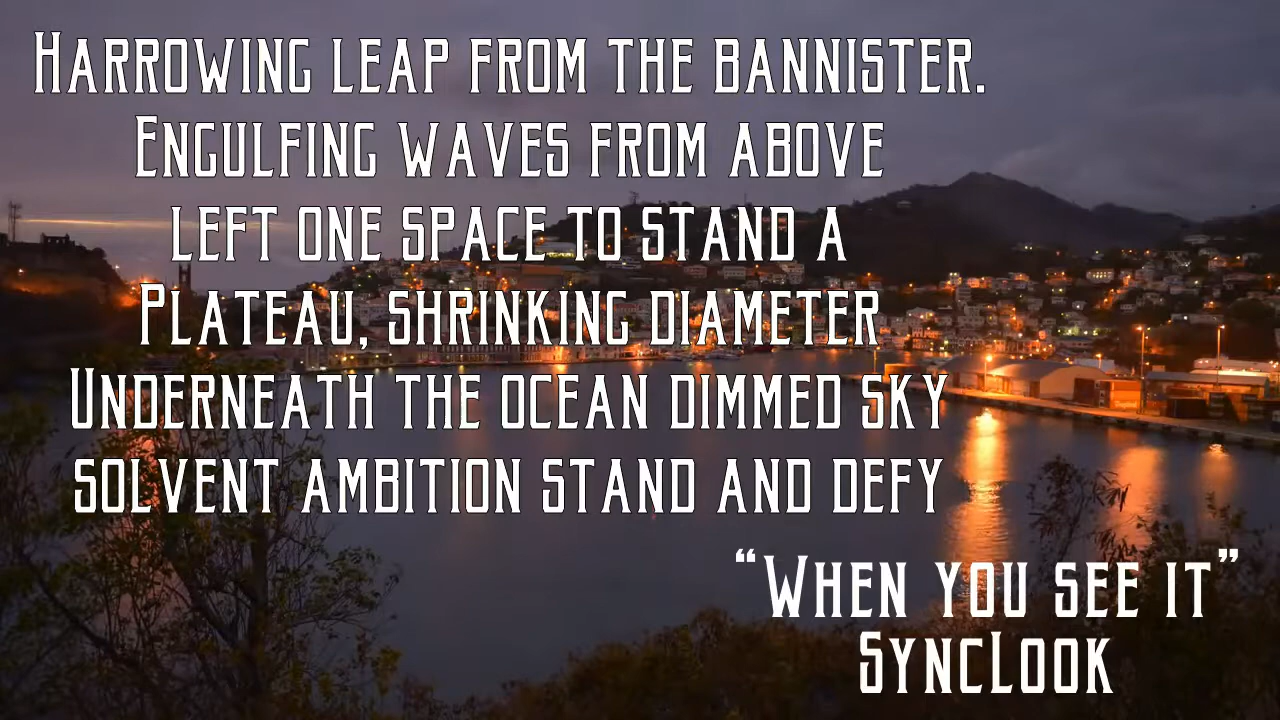 Harrowing leap from the bannister.
Engulfing waves from above
left one space to stand a
Plateau, shrinking diameter
Underneath the ocean dimmed sky
solvent ambition stand and defy
“When you see it”
SyncLook